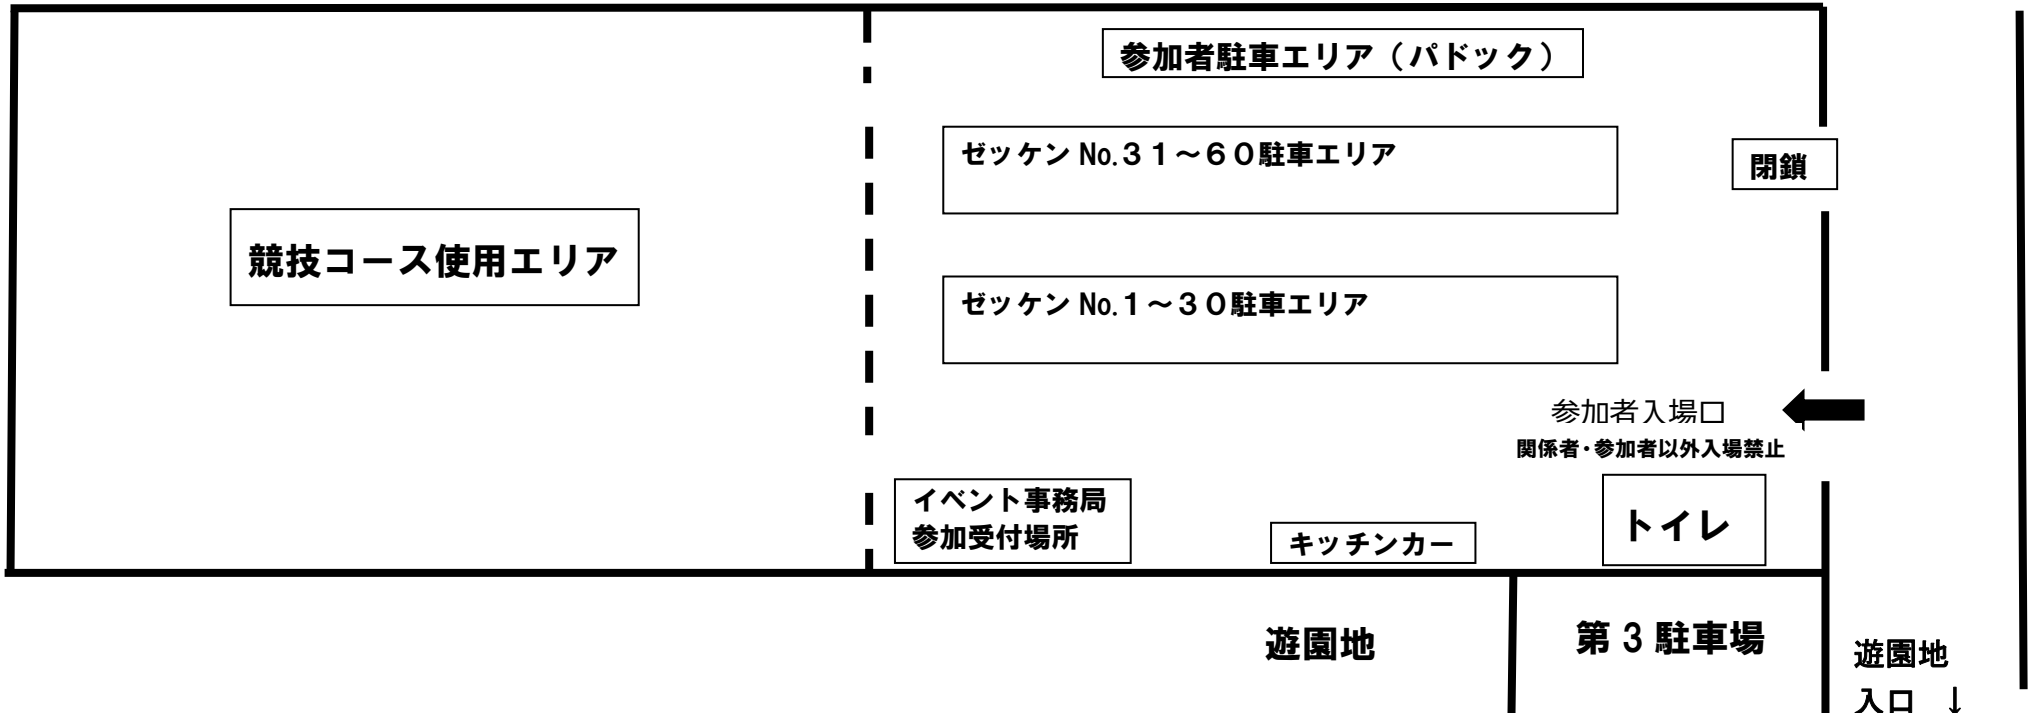 参加者駐車エリア（パドック）
ゼッケン No.３１～６０駐車エリア
閉鎖
競技コース使用エリア
ゼッケン No.１～３０駐車エリア
参加者入場口
関係者・参加者以外入場禁止
イベント事務局
参加受付場所
キッチンカー
トイレ
遊園地
第 3 駐車場
遊園地
入口　↓